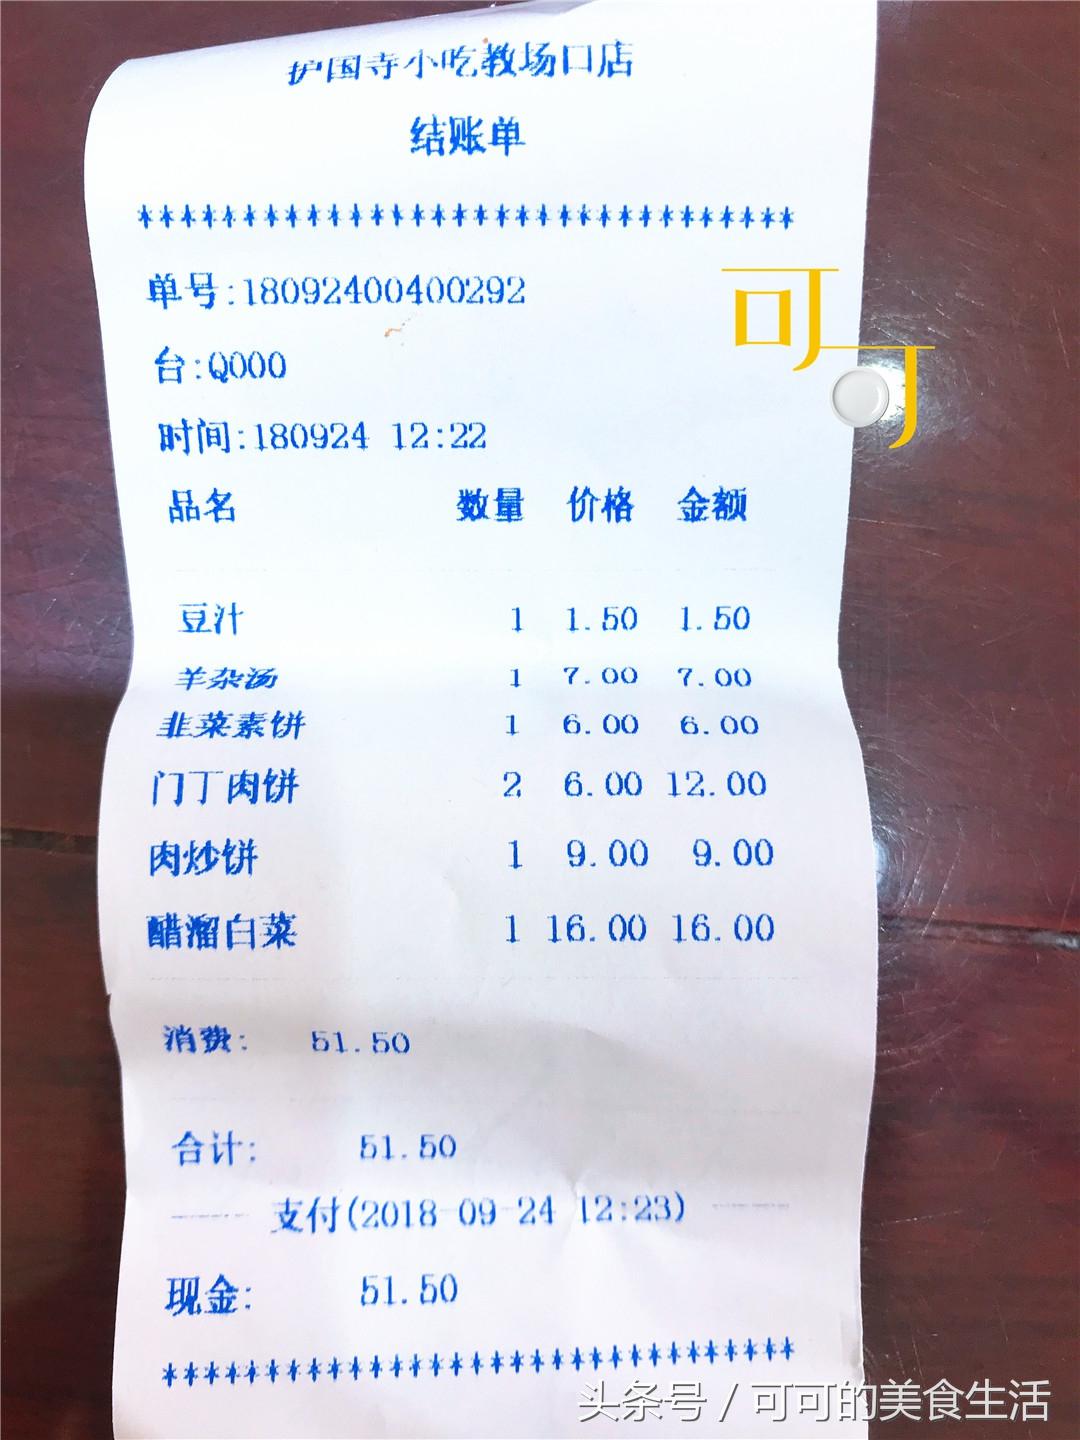 护国寺小吃教场口店
结账单
********************************
单号:18092400400292
可可
台:Q000
时间:180924 12:22
品名 数量 价格 金额
豆汁 1 1.50 1.50
羊杂汤 1 7.00 7.00
韭菜素饼 1 6.00 6.00
门丁肉饼 2 6.00 12.00
肉炒饼 1 9.00 9.00
醋溜白菜 1 16.00 16.00
消费: 51.50
合计: 51.50
支付(2018-09-24 12:23)
现金: 51.50
*******************************
头条号 / 可可的美食生活